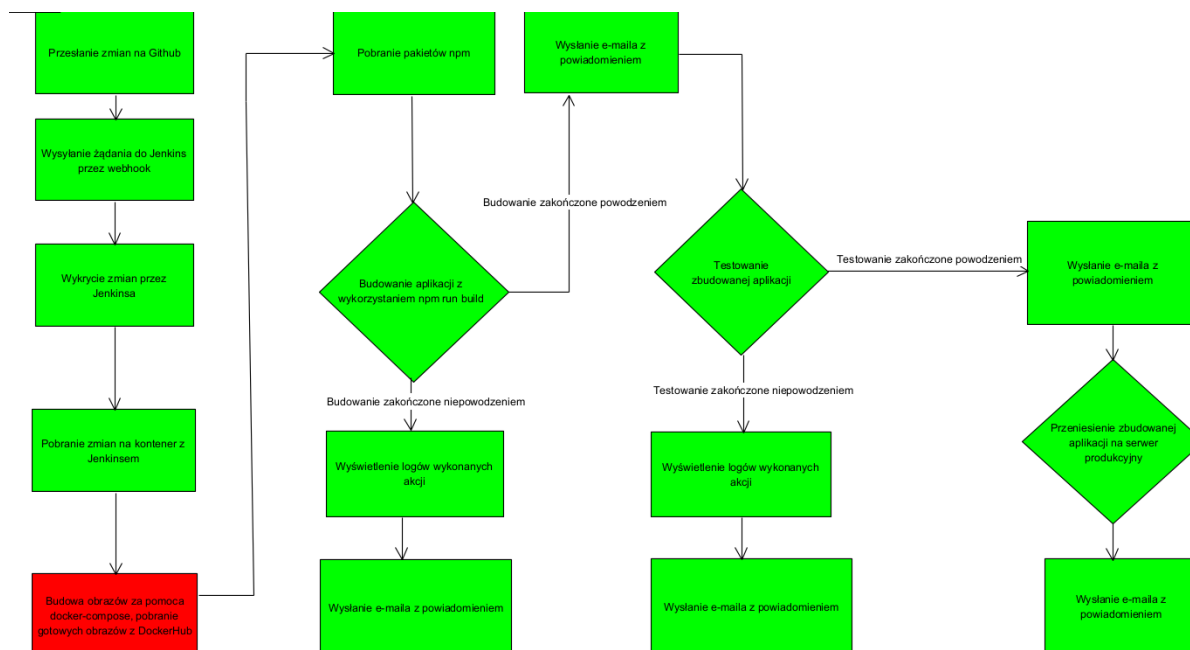 Przesłanie zmian na Github
Wysyłanie żądania do Jenkins
przez webhook
Wykrycie zmian przez
Jenkinsa
Pobranie zmian na kontener z
Jenkinsem
Budowa obrazów za pomoca
docker-compose, pobranie
gotowych obrazów z DockerHub
Pobranie pakietów npm
Budowanie aplikacji z
wykorzystaniem npm run build
Budowanie zakończone niepowodzeniem
Wyświetlenie logów wykonanych
akcji
Wysłanie e-maila z powiadomieniem
Budowanie zakończone powodzeniem
Wysłanie e-maila z
powiadomieniem
Testowanie
zbudowanej aplikacji
Testowanie zakończone niepowodzeniem
Wyświetlenie logów wykonanych
akcji
Wysłanie e-maila z powiadomieniem
Testowanie zakończone powodzeniem
Wysłanie e-maila z
powiadomieniem
Przeniesienie zbudowanej
aplikacji na serwer
produkcyjny
Wysłanie e-maila z
powiadomieniem